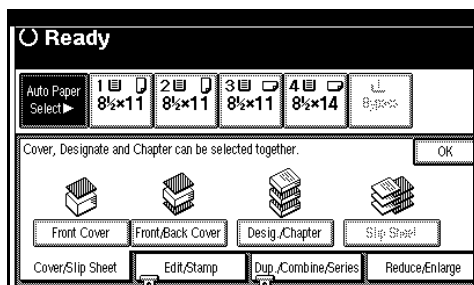 Ready
Auto Paper Select▶
1 2 3 4
8½×11 8½×11 8½×11 8½×14 Bypass
Cover, Designate and Chapter can be selected together. OK
Front Cover Front/Back Cover Desig./Chapter Slip Sheet
Cover/Slip Sheet Edit/Stamp Dup./Combine/Series Reduce/Enlarge